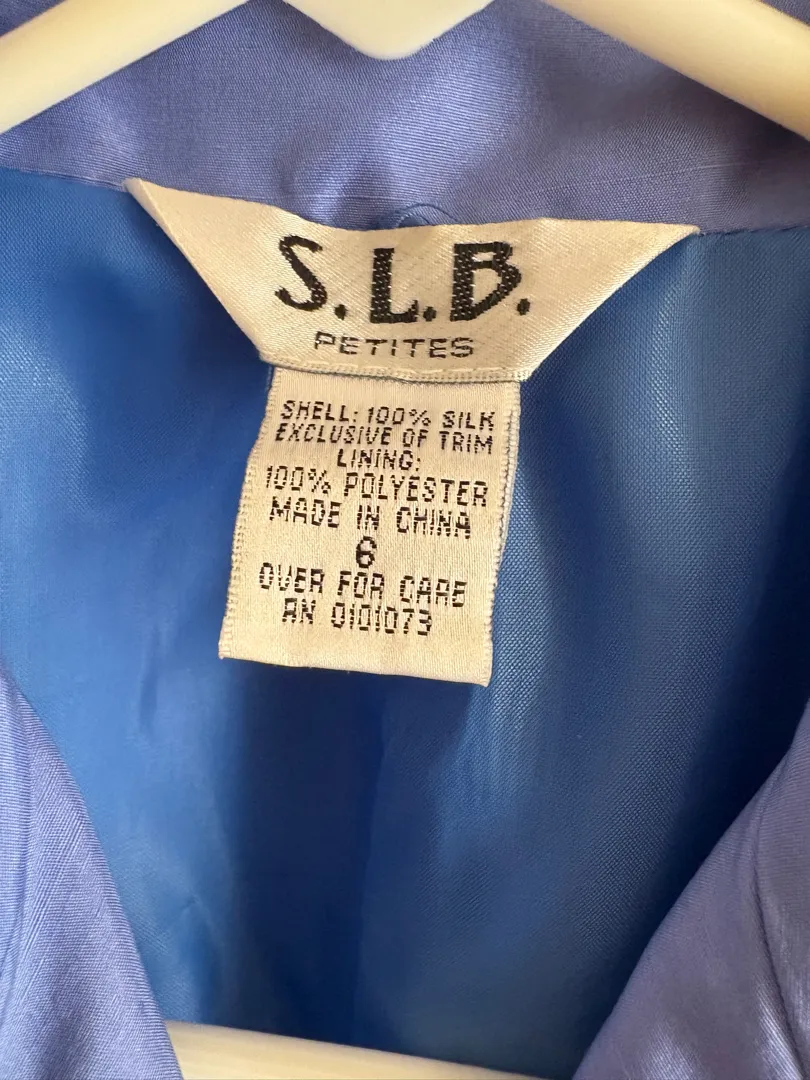 S.L.B.
PETITES
SHELL: 100% SILK
EXCLUSIVE OF TRIM
LINING:
100% POLYESTER
MADE IN CHINA
6
OVER FOR CARE
RN 0101073